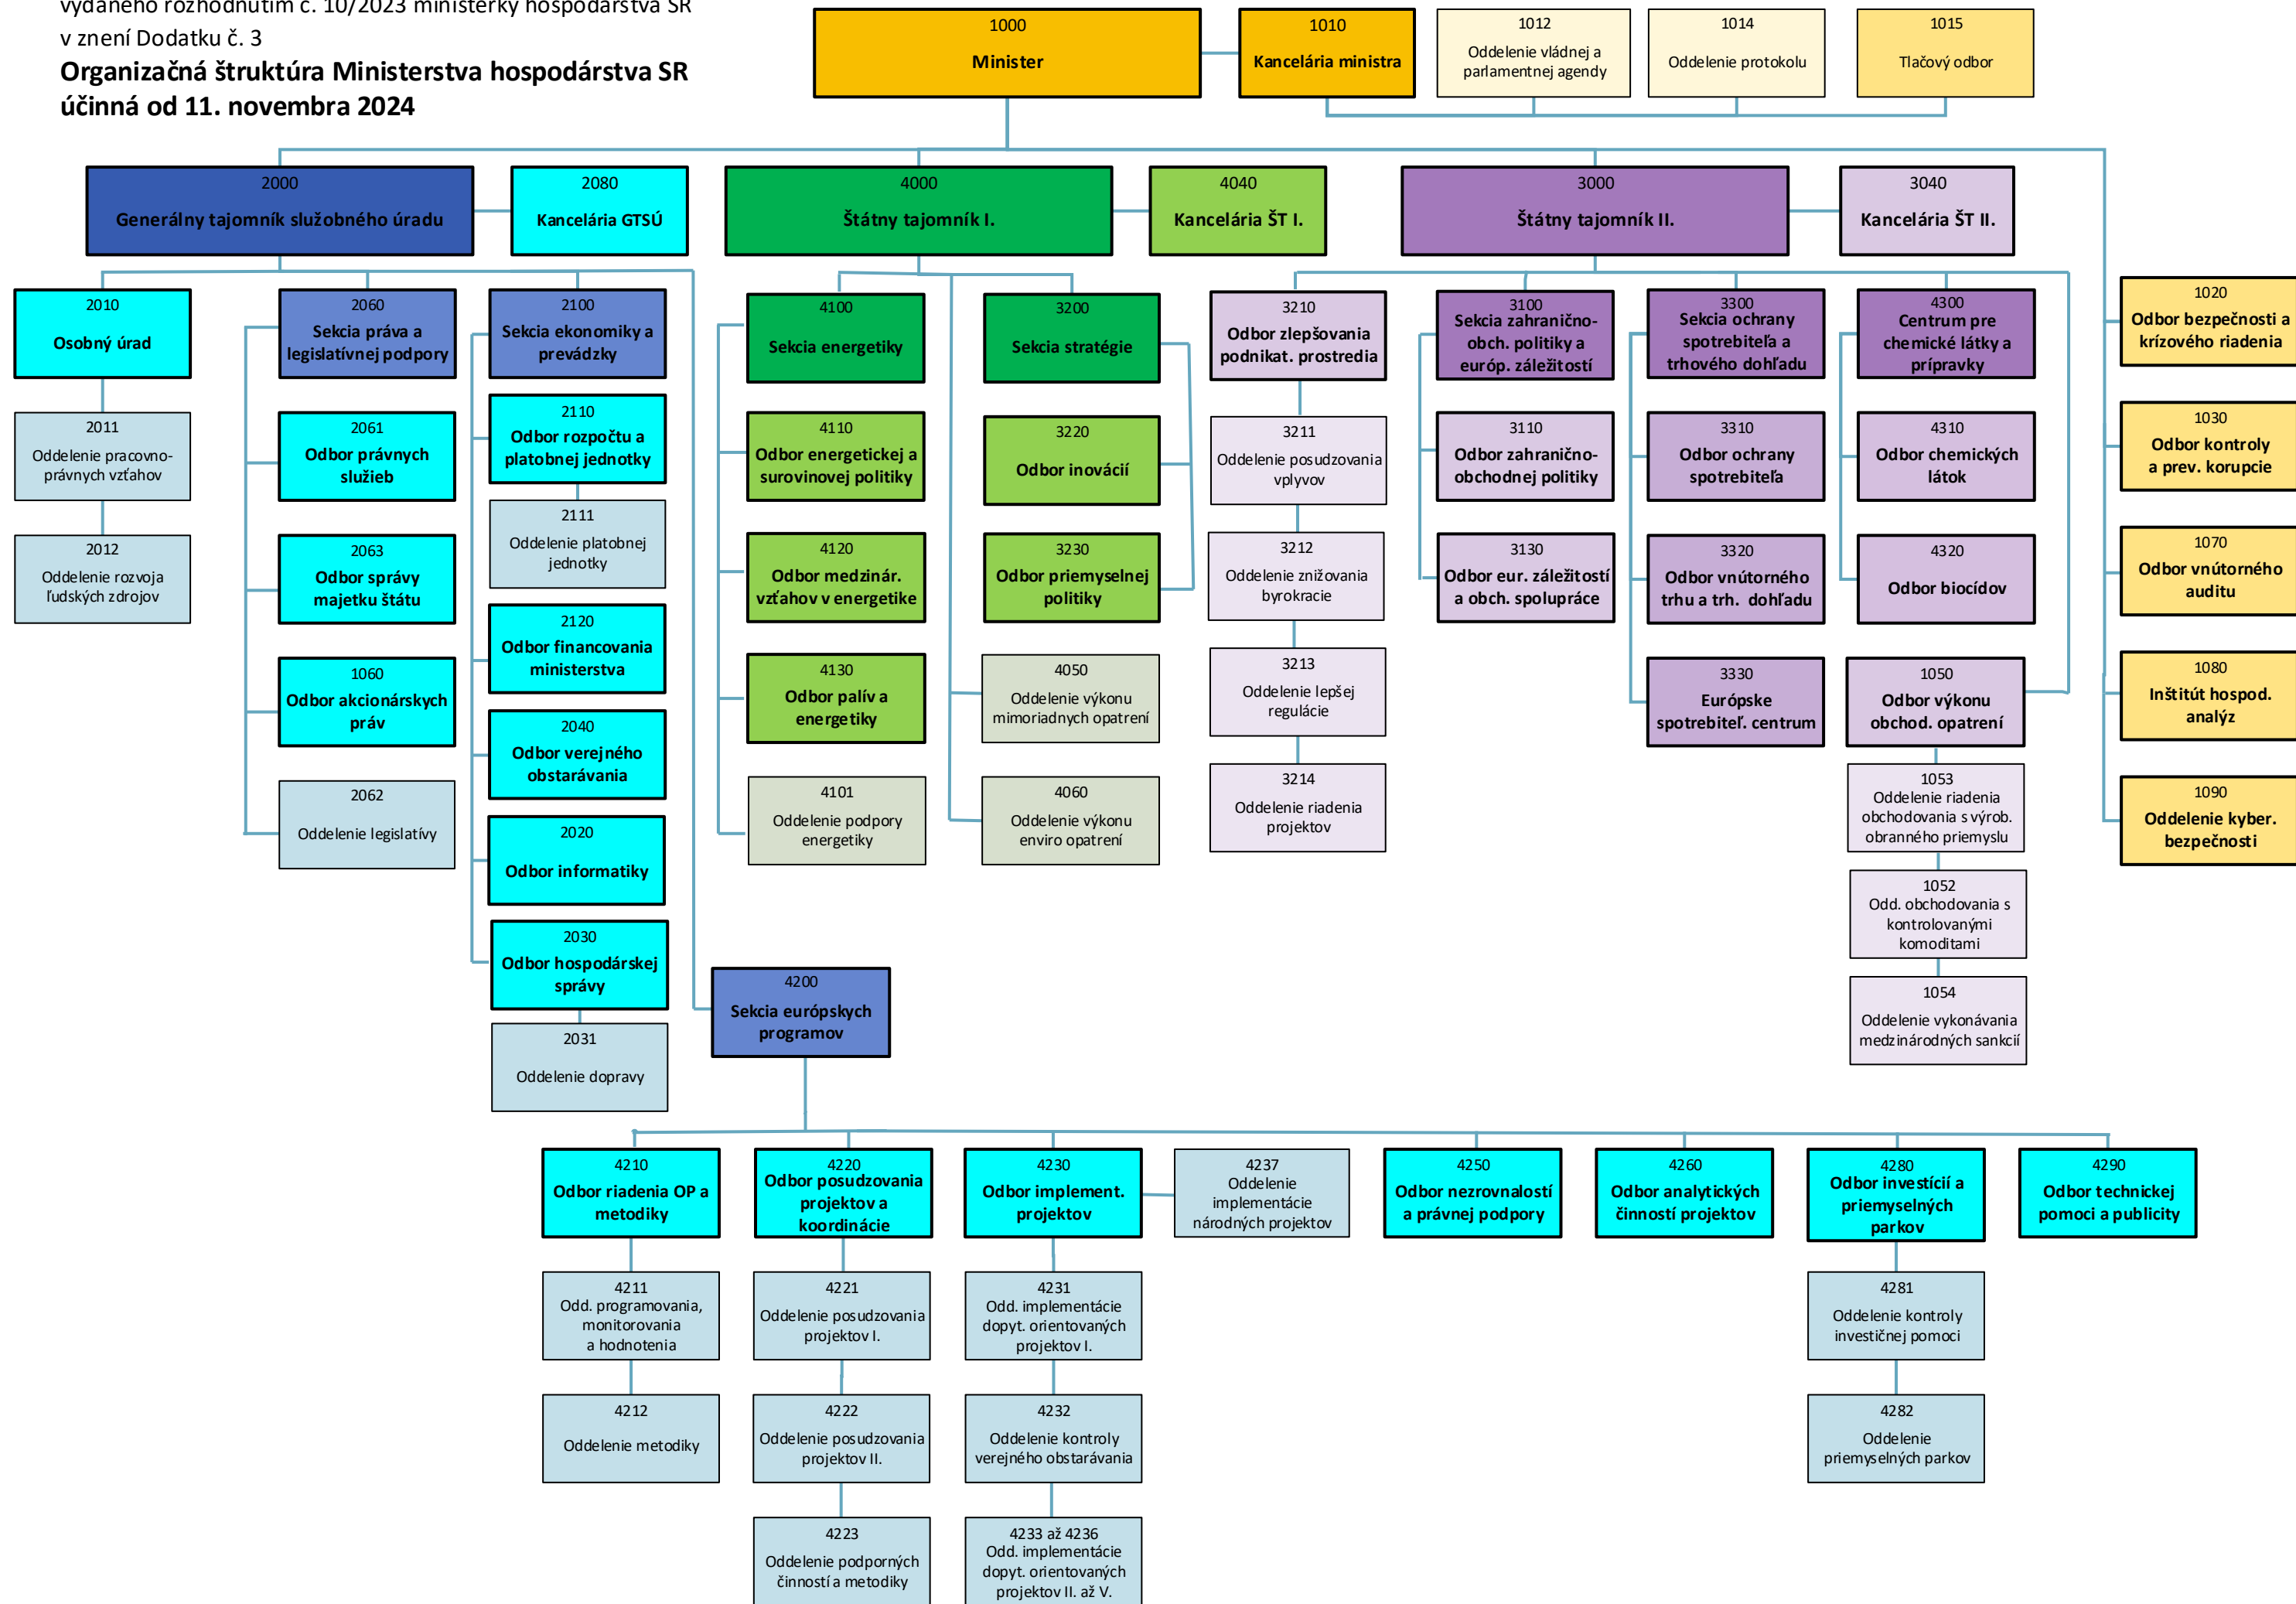 vydaného rozhodnutím č. 10/2023 ministerky hospodárstva SR
v znení Dodatku č. 3
Organizačná štruktúra Ministerstva hospodárstva SR
účinná od 11. novembra 2024
1000
Minister
1010
Kancelária ministra
1012
Oddelenie vládnej a
parlamentnej agendy
1014
Oddelenie protokolu
1015
Tlačový odbor
2000
Generálny tajomník služobného úradu
2080
Kancelária GTSÚ
4000
Štátny tajomník I.
4040
Kancelária ŠT I.
3000
Štátny tajomník II.
3040
Kancelária ŠT II.
2010
Osobný úrad
2011
Oddelenie pracovno-
právnych vzťahov
2012
Oddelenie rozvoja
ľudských zdrojov
2060
Sekcia práva a
legislatívnej podpory
2061
Odbor právnych
služieb
2063
Odbor správy
majetku štátu
1060
Odbor akcionárskych
práv
2062
Oddelenie legislatívy
2100
Sekcia ekonomiky a
prevádzky
2110
Odbor rozpočtu a
platobnej jednotky
2111
Oddelenie platobnej
jednotky
2120
Odbor financovania
ministerstva
2040
Odbor verejného
obstarávania
2020
Odbor informatiky
2030
Odbor hospodárskej
správy
2031
Oddelenie dopravy
4100
Sekcia energetiky
4110
Odbor energetickej a
surovinovej politiky
4120
Odbor medzinár.
vzťahov v energetike
4130
Odbor palív a
energetiky
4101
Oddelenie podpory
energetiky
3200
Sekcia stratégie
3220
Odbor inovácií
3230
Odbor priemyselnej
politiky
4050
Oddelenie výkonu
mimoriadnych opatrení
4060
Oddelenie výkonu
enviro opatrení
3210
Odbor zlepšovania
podnikat. prostredia
3211
Oddelenie posudzovania
vplyvov
3212
Oddelenie znižovania
byrokracie
3213
Oddelenie lepšej
regulácie
3214
Oddelenie riadenia
projektov
3100
Sekcia zahranično-
obch. politiky a
európ. záležitostí
3110
Odbor zahranično-
obchodnej politiky
3130
Odbor eur. záležitostí
a obch. spolupráce
3300
Sekcia ochrany
spotrebiteľa a
trhového dohľadu
3310
Odbor ochrany
spotrebiteľa
3320
Odbor vnútorného
trhu a trh. dohľadu
3330
Európske
spotrebiteľ. centrum
4300
Centrum pre
chemické látky a
prípravky
4310
Odbor chemických
látok
4320
Odbor biocídov
1050
Odbor výkonu
obchod. opatrení
1053
Oddelenie riadenia
obchodovania s výrob.
obranného priemyslu
1052
Odd. obchodovania s
kontrolovanými
komoditami
1054
Oddelenie vykonávania
medzinárodných sankcií
1020
Odbor bezpečnosti a
krízového riadenia
1030
Odbor kontroly
a prev. korupcie
1070
Odbor vnútorného
auditu
1080
Inštitút hospod.
analýz
1090
Oddelenie kyber.
bezpečnosti
4200
Sekcia európskych
programov
4210
Odbor riadenia OP a
metodiky
4211
Odd. programovania,
monitorovania
a hodnotenia
4212
Oddelenie metodiky
4220
Odbor posudzovania
projektov a
koordinácie
4221
Oddelenie posudzovania
projektov I.
4222
Oddelenie posudzovania
projektov II.
4223
Oddelenie podporných
činností a metodiky
4230
Odbor implement.
projektov
4231
Odd. implementácie
dopyt. orientovaných
projektov I.
4232
Oddelenie kontroly
verejného obstarávania
4233 až 4236
Odd. implementácie
dopyt. orientovaných
projektov II. až V.
4237
Oddelenie
implementácie
národných projektov
4250
Odbor nezrovnalostí
a právnej podpory
4260
Odbor analytických
činností projektov
4280
Odbor investícií a
priemyselných
parkov
4281
Oddelenie kontroly
investičnej pomoci
4282
Oddelenie
priemyselných parkov
4290
Odbor technickej
pomoci a publicity